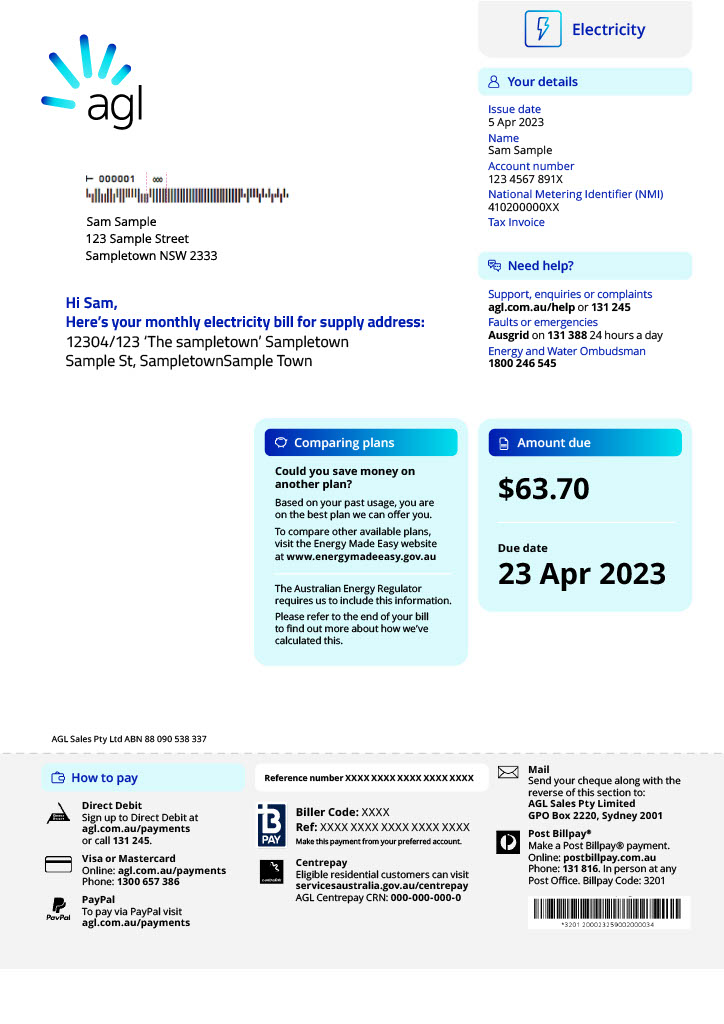 agl
Electricity
Your details
Issue date
5 Apr 2023
Name
Sam Sample
Account number
123 4567 891X
National Metering Identifier (NMI)
410200000XX
Tax Invoice
000001 000
Sam Sample
123 Sample Street
Sampletown NSW 2333
Need help?
Support, enquiries or complaints
agl.com.au/help or 131 245
Faults or emergencies
Ausgrid on 131 388 24 hours a day
Energy and Water Ombudsman
1800 246 545
Hi Sam,
Here's your monthly electricity bill for supply address:
12304/123 'The sampletown' Sampletown
Sample St, SampletownSample Town
Comparing plans
Could you save money on
another plan?
Based on your past usage, you are
on the best plan we can offer you.
To compare other available plans,
visit the Energy Made Easy website
at www.energymadeeasy.gov.au
The Australian Energy Regulator
requires us to include this information.
Please refer to the end of your bill
to find out more about how we've
calculated this.
Amount due
$63.70
Due date
23 Apr 2023
AGL Sales Pty Ltd ABN 88 090 538 337
How to pay
Direct Debit
Sign up to Direct Debit at
agl.com.au/payments
or call 131 245.
Visa or Mastercard
Online: agl.com.au/payments
Phone: 1300 657 386
PayPal
PayPal
To pay via PayPal visit
agl.com.au/payments
Reference number XXXX XXXX XXXX XXXX XXXX
B
PAY
Biller Code: XXXX
Ref: XXXX XXXX XXXX XXXX XXXX
Make this payment from your preferred account.
Centrepay
Eligible residential customers can visit
servicesaustralia.gov.au/centrepay
AGL Centrepay CRN: 000-000-000-0
Mail
Send your cheque along with the
reverse of this section to:
AGL Sales Pty Limited
GPO Box 2220, Sydney 2001
Post Billpay®
Make a Post Billpay® payment.
Online: postbillpay.com.au
Phone: 131 816. In person at any
Post Office. Billpay Code: 3201
*3201 200023259002000034